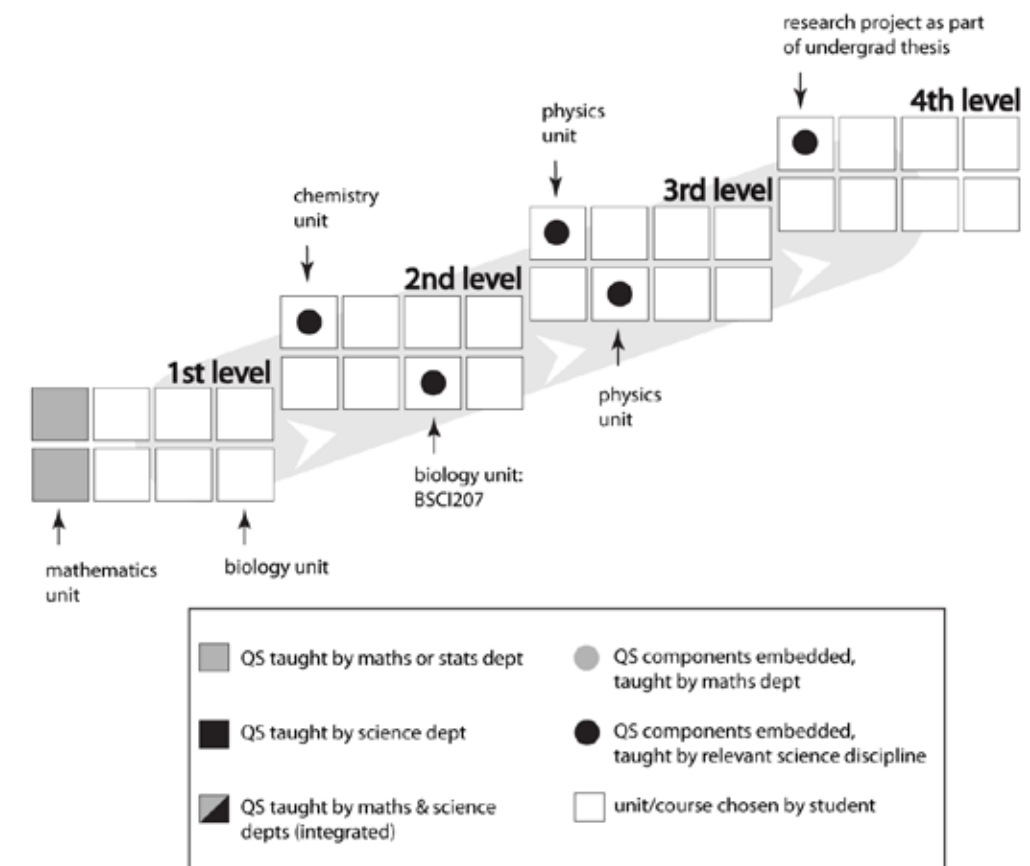 research project as part
of undergrad thesis
4th level
physics
unit
3rd level
chemistry
unit
2nd level
physics
unit
1st level
biology unit:
BSCI207
mathematics
unit
biology unit
QS taught by maths or stats dept
QS components embedded,
taught by maths dept
QS taught by science dept
QS components embedded,
taught by relevant science discipline
QS taught by maths & science
depts (integrated)
unit/course chosen by student